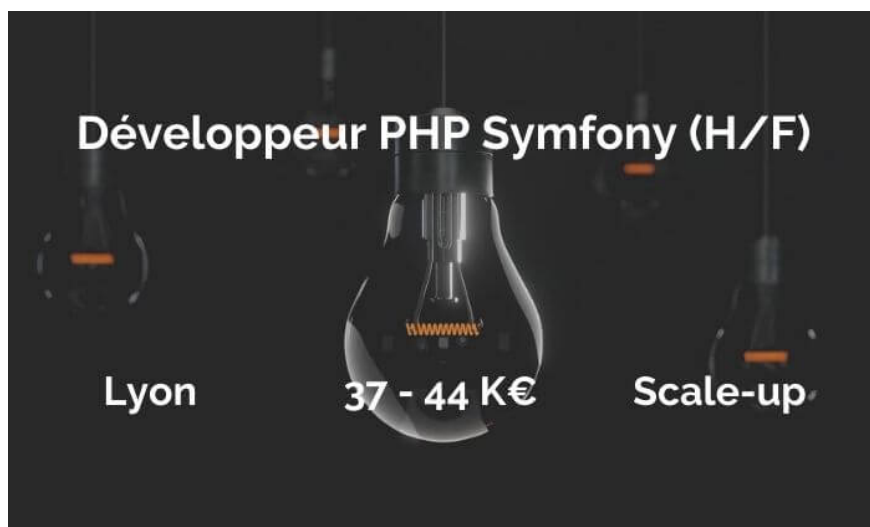 Développeur PHP Symfony (H/F)
Lyon
37 - 44 K€
Scale-up